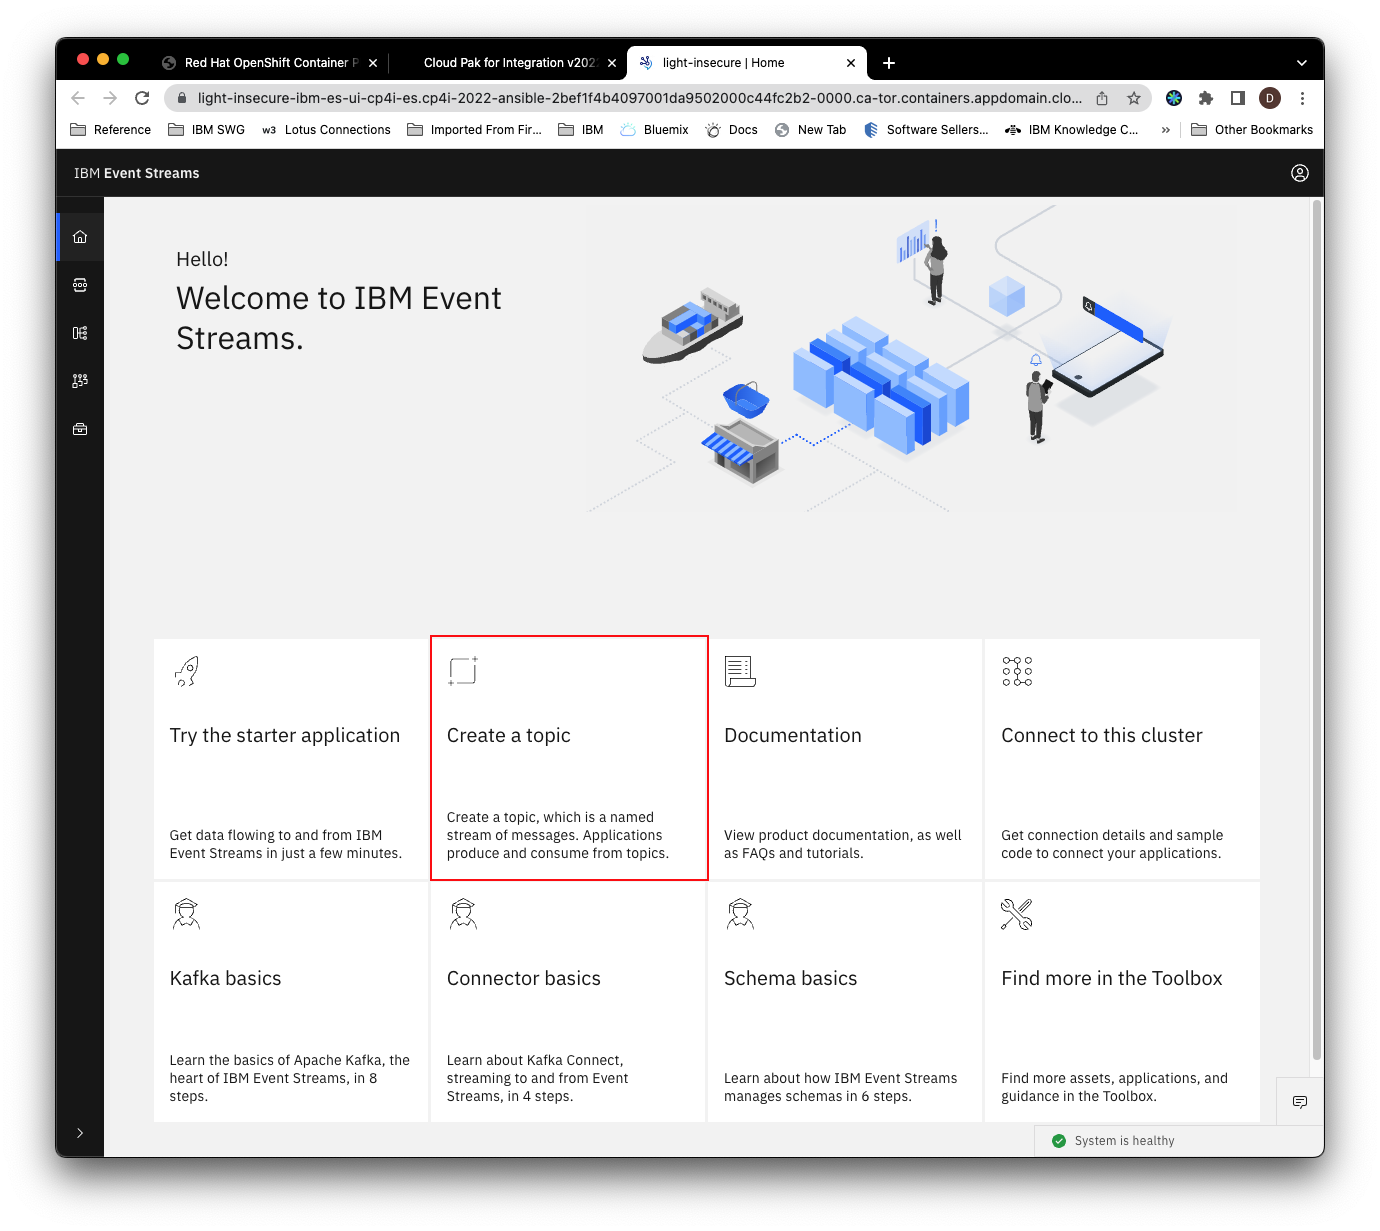 Red Hat OpenShift Container P
Cloud Pak for Integration v202
light-insecure | Home
light-insecure-ibm-es-ui-cp4i-es.cp4i-2022-ansible-2bef1f4b4097001da9502000c44fc2b2-0000.ca-tor.containers.appdomain.clo...
D
Reference
IBM SWG
w3 Lotus Connections
Imported From Fir...
IBM
Bluemix
Docs
New Tab
Software Sellers...
IBM Knowledge C...
»
Other Bookmarks
IBM Event Streams
Hello!
Welcome to IBM Event
Streams.
Try the starter application
Get data flowing to and from IBM
Event Streams in just a few minutes.
Create a topic
Create a topic, which is a named
stream of messages. Applications
produce and consume from topics.
Documentation
View product documentation, as well
as FAQs and tutorials.
Connect to this cluster
Get connection details and sample
code to connect your applications.
Kafka basics
Learn the basics of Apache Kafka, the
heart of IBM Event Streams, in 8
steps.
Connector basics
Learn about Kafka Connect,
streaming to and from Event
Streams, in 4 steps.
Schema basics
Learn about how IBM Event Streams
manages schemas in 6 steps.
Find more in the Toolbox
Find more assets, applications, and
guidance in the Toolbox.
System is healthy